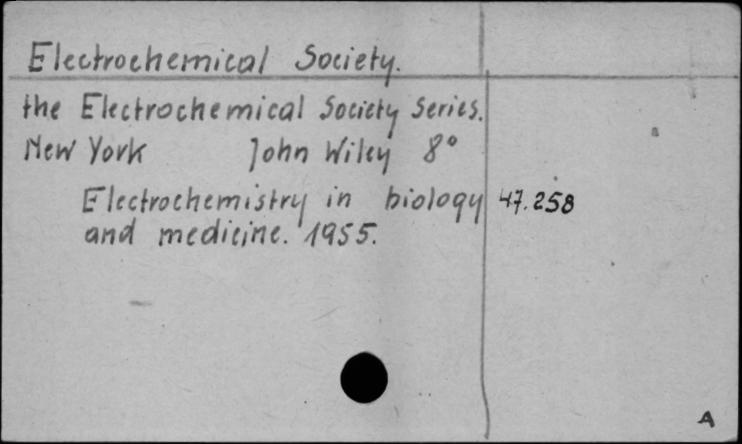 Electrochemical Society.
the Electrochemical Society Series.
New York John Wiley 8°
Electrochemistry in biology 47.258
and medicine. 1955.
A